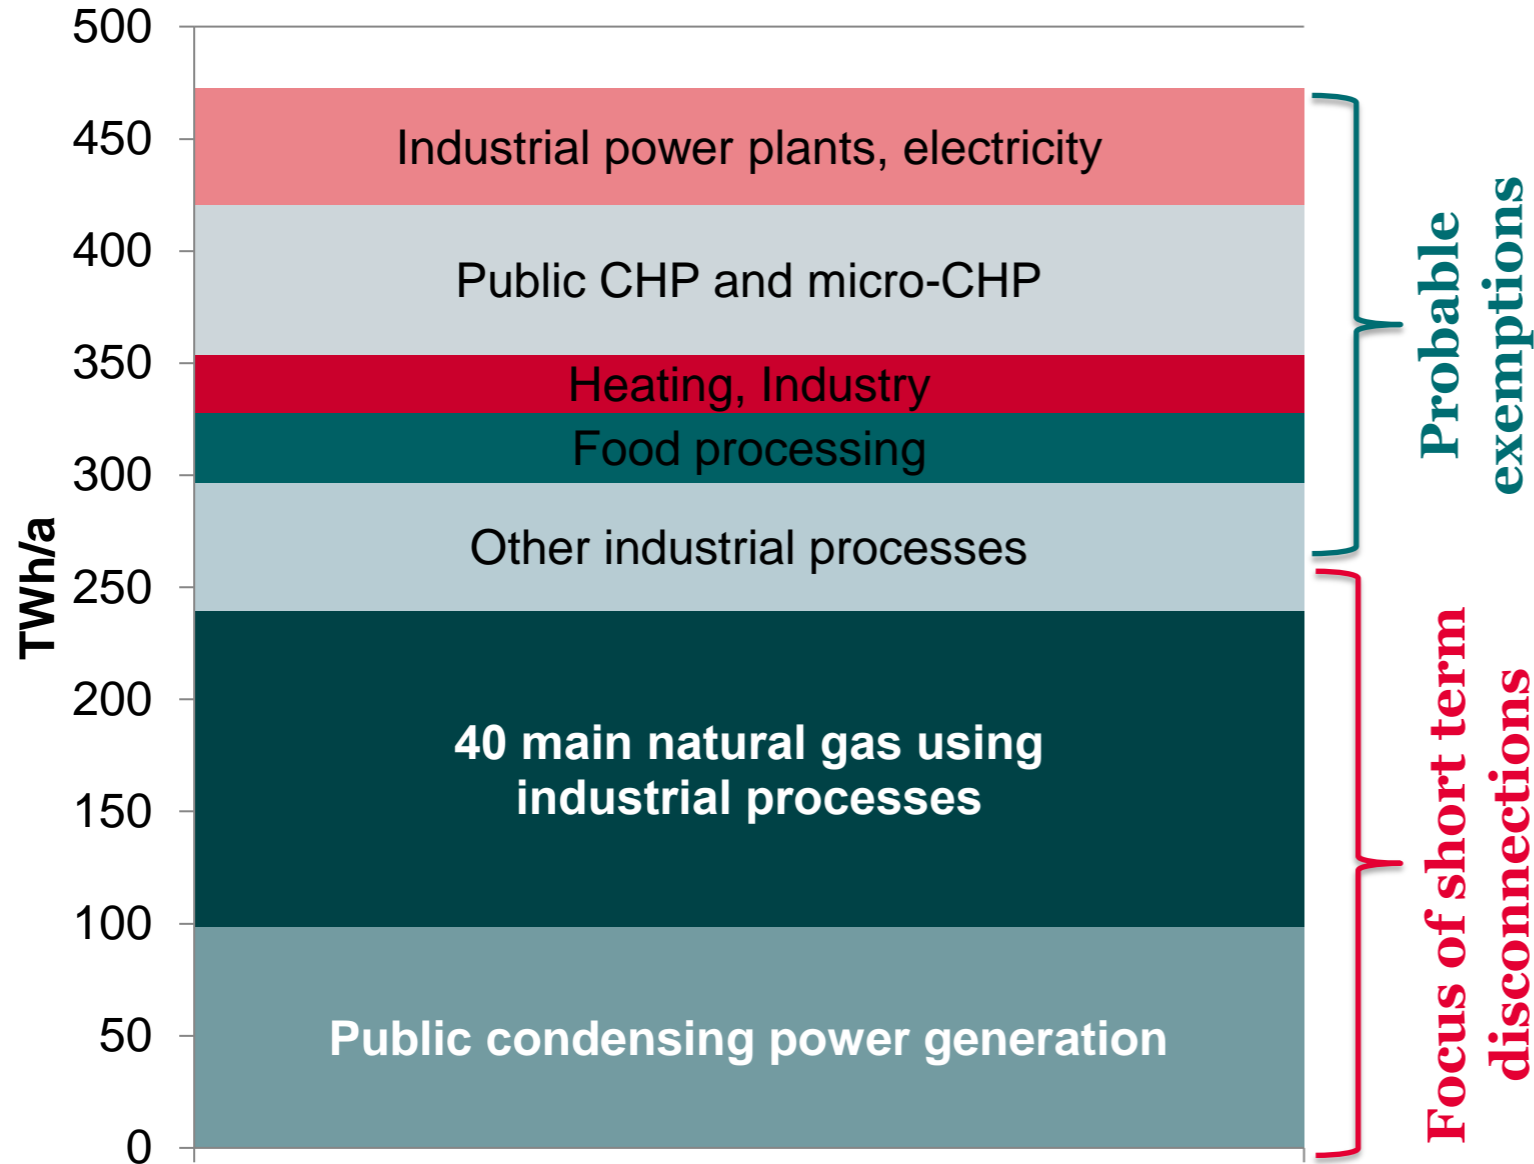 500
450
400
350
300
250
200
150
100
50
0
TWh/a
Industrial power plants, electricity
Public CHP and micro-CHP
Heating, Industry
Food processing
Other industrial processes
40 main natural gas using
industrial processes
Public condensing power generation
Probable
exemptions
Focus of short term
disconnections